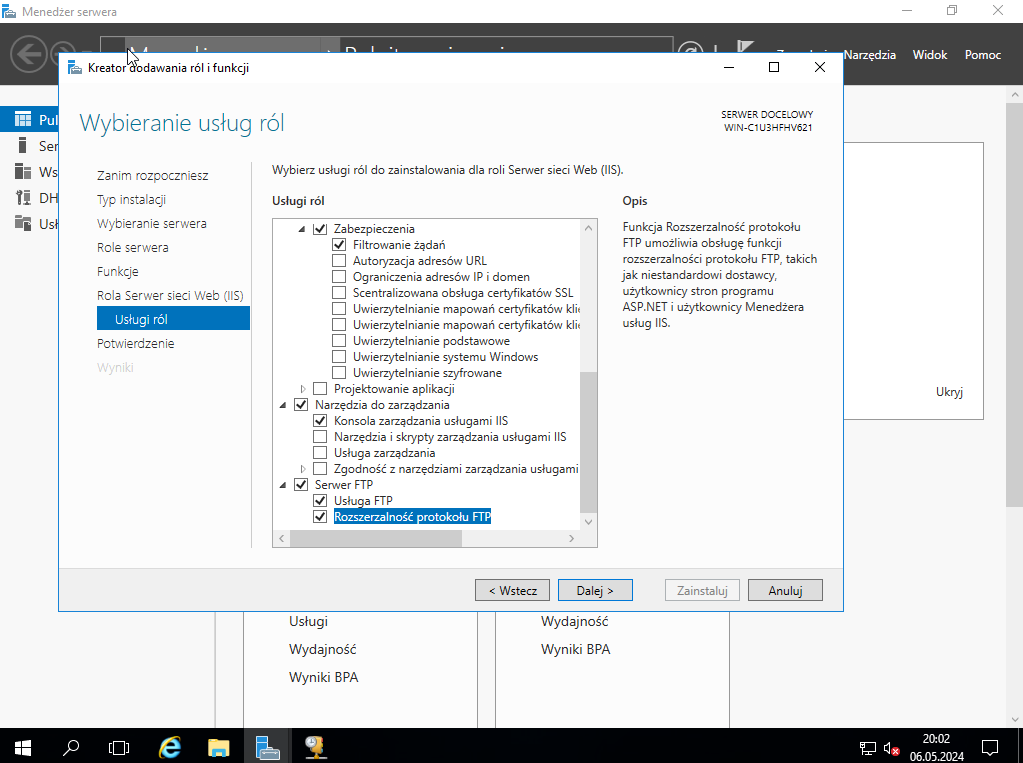 Menedżer serwera
Narzędzia
Widok
Pomoc
Kreator dodawania ról i funkcji
Wybieranie usług ról
SERWER DOCELOWY
WIN-C1U3HFHV621
Zanim rozpoczniesz
Typ instalacji
Wybieranie serwera
Role serwera
Funkcje
Rola Serwer sieci Web (IIS)
Usługi ról
Potwierdzenie
Wyniki
Wybierz usługi ról do zainstalowania dla roli Serwer sieci Web (IIS).
Usługi ról
Zabezpieczenia
Filtrowanie żądań
Autoryzacja adresów URL
Ograniczenia adresów IP i domen
Scentralizowana obsługa certyfikatów SSL
Uwierzytelnianie mapowań certyfikatów klie
Uwierzytelnianie mapowań certyfikatów klie
Uwierzytelnianie podstawowe
Uwierzytelnianie systemu Windows
Uwierzytelnianie szyfrowane
Projektowanie aplikacji
Narzędzia do zarządzania
Konsola zarządzania usługami IIS
Narzędzia i skrypty zarządzania usługami IIS
Usługa zarządzania
Zgodność z narzędziami zarządzania usługami
Serwer FTP
Usługa FTP
Rozszerzalność protokołu FTP
Opis
Funkcja Rozszerzalność protokołu
FTP umożliwia obsługę funkcji
rozszerzalności protokołu FTP, takich
jak niestandardowi dostawcy,
użytkownicy stron programu
ASP.NET i użytkownicy Menedżera
usług IIS.
Ukryj
< Wstecz
Dalej >
Zainstaluj
Anuluj
Pul
Ser
Ws
DH
Usł
Usługi
Wydajność
Wyniki BPA
Wydajność
Wyniki BPA
20:02
06.05.2024